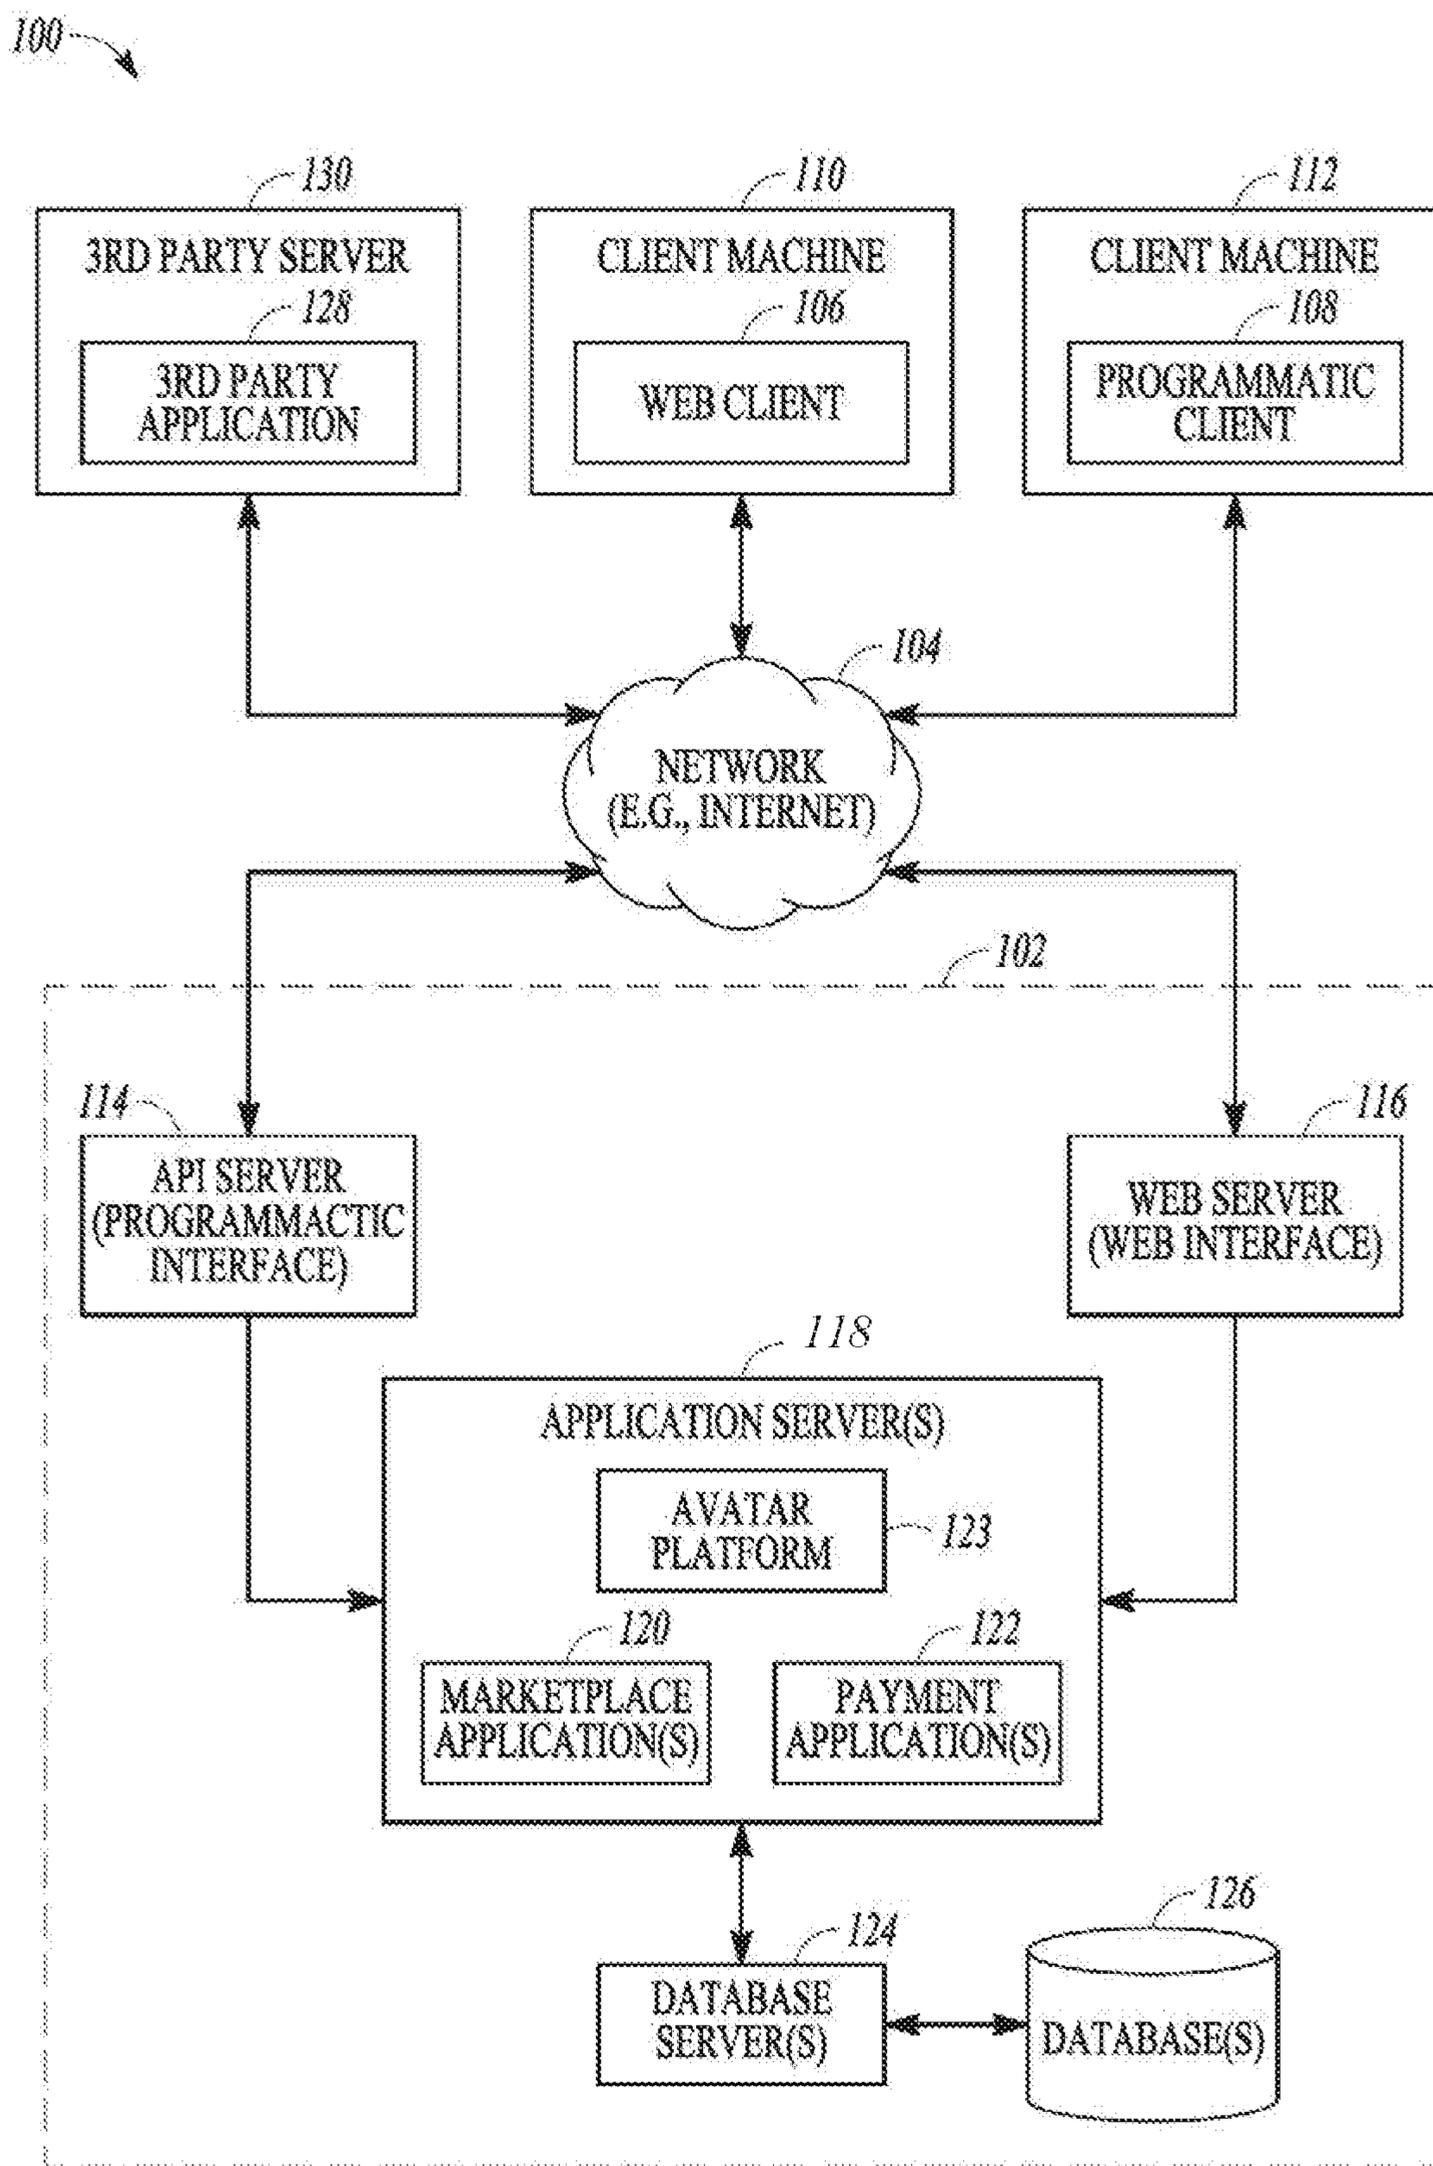 100
130
3RD PARTY SERVER
128
3RD PARTY
APPLICATION
110
CLIENT MACHINE
106
WEB CLIENT
112
CLIENT MACHINE
108
PROGRAMMATIC
CLIENT
104
NETWORK
(E.G., INTERNET)
102
114
API SERVER
(PROGRAMMACTIC
INTERFACE)
116
WEB SERVER
(WEB INTERFACE)
118
APPLICATION SERVER(S)
AVATAR
PLATFORM
123
120
MARKETPLACE
APPLICATION(S)
122
PAYMENT
APPLICATION(S)
124
DATABASE
SERVER(S)
126
DATABASE(S)